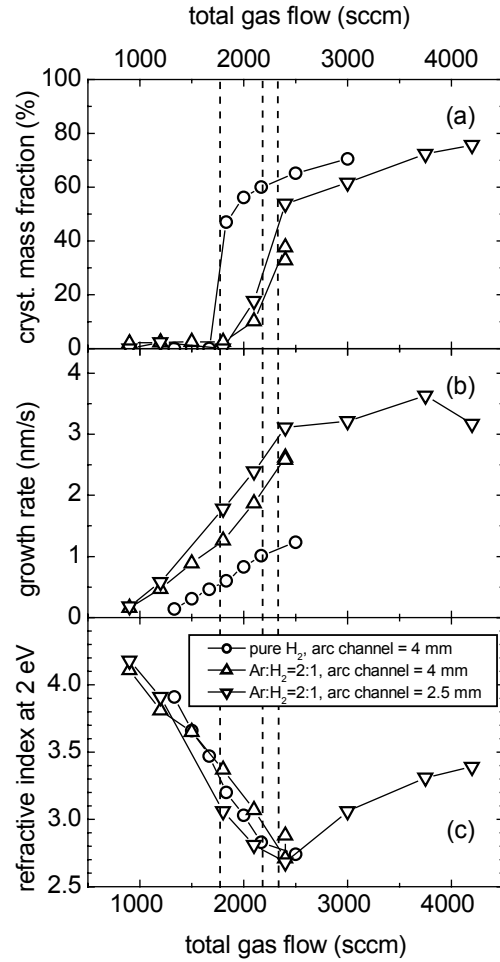 total gas flow (sccm)
1000 2000 3000 4000
cryst. mass fraction (%)
100
80
60
40
20
0
(a)
growth rate (nm/s)
4
3
2
1
0
(b)
refractive index at 2 eV
4.0
3.5
3.0
2.5
pure H₂, arc channel = 4 mm
Ar:H₂=2:1, arc channel = 4 mm
Ar:H₂=2:1, arc channel = 2.5 mm
(c)
1000 2000 3000 4000
total gas flow (sccm)